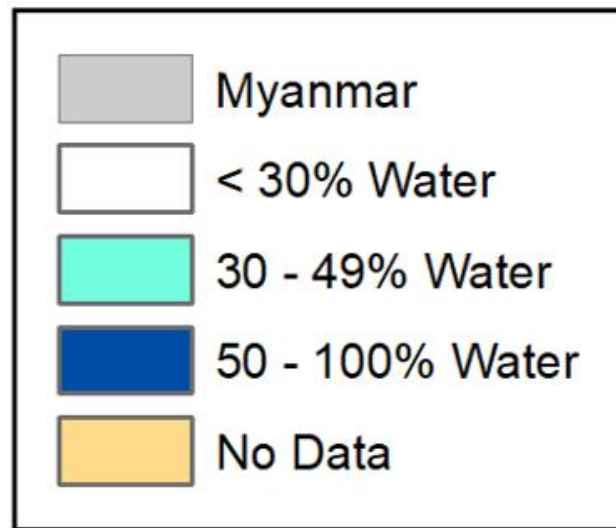 Myanmar
< 30% Water
30 - 49% Water
50 - 100% Water
No Data